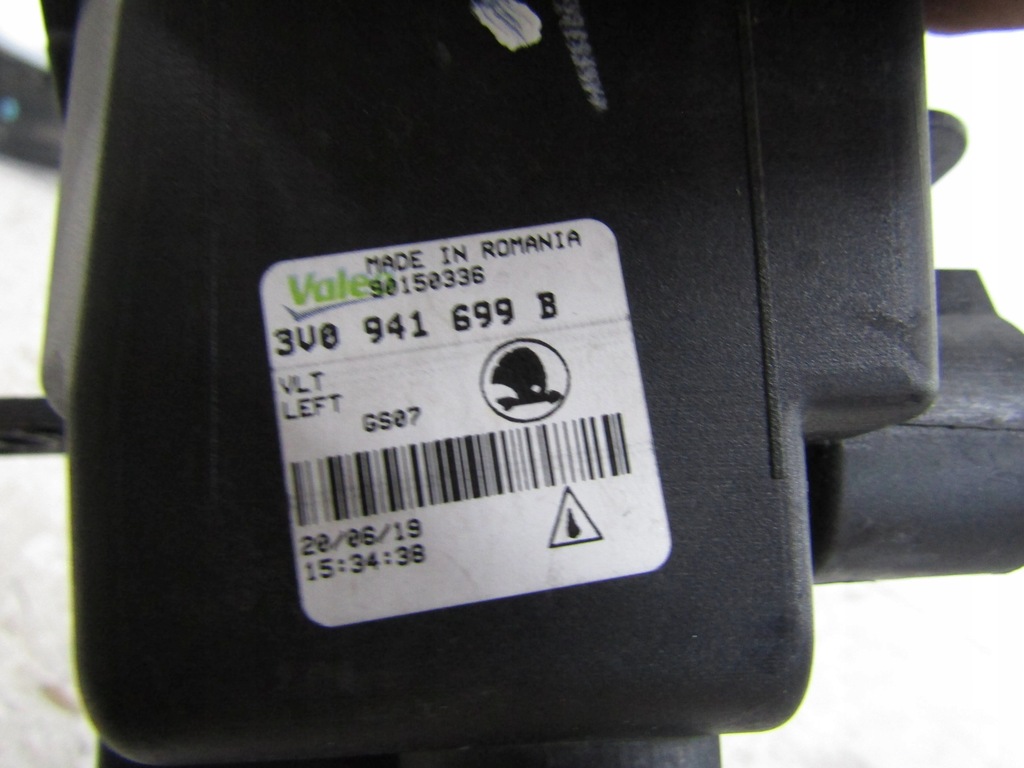 MADE IN ROMANIA
Valeo 90150336
3V0 941 699 B
VLT
LEFT
GS07
20/06/19
15:34:38